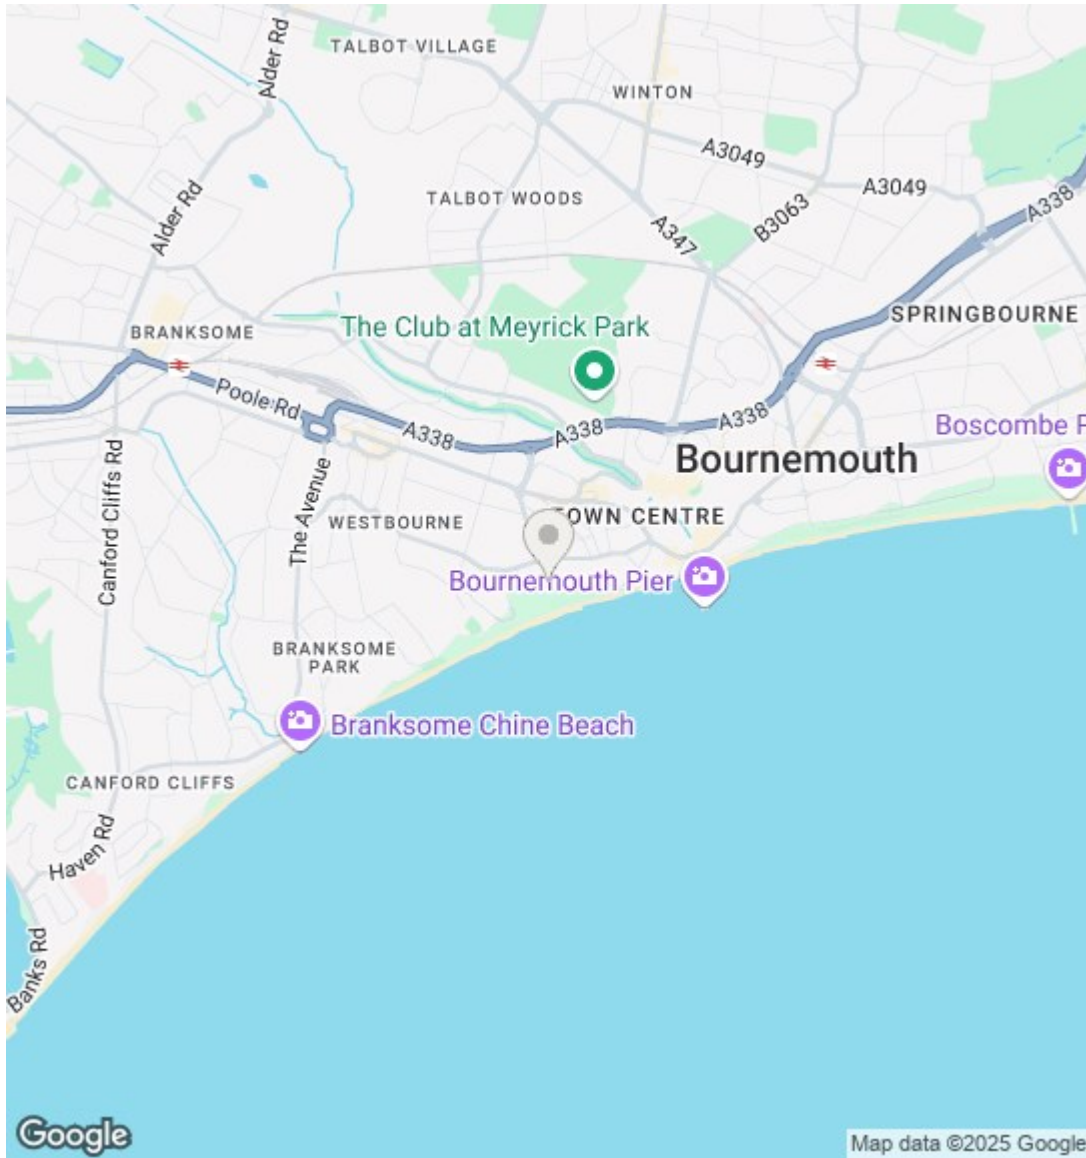 Alder Rd
TALBOT VILLAGE
WINTON
A3049
A3049
A338
Alder Rd
TALBOT WOODS
A347
B3063
SPRINGBOURNE
BRANKSOME
The Club at Meyrick Park
Poole Rd
A338
A338
A338
Boscombe P
Bournemouth
Canford Cliffs Rd
The Avenue
WESTBOURNE
TOWN CENTRE
Bournemouth Pier
BRANKSOME
PARK
Branksome Chine Beach
CANFORD CLIFFS
Haven Rd
Banks Rd
Google
Map data ©2025 Google